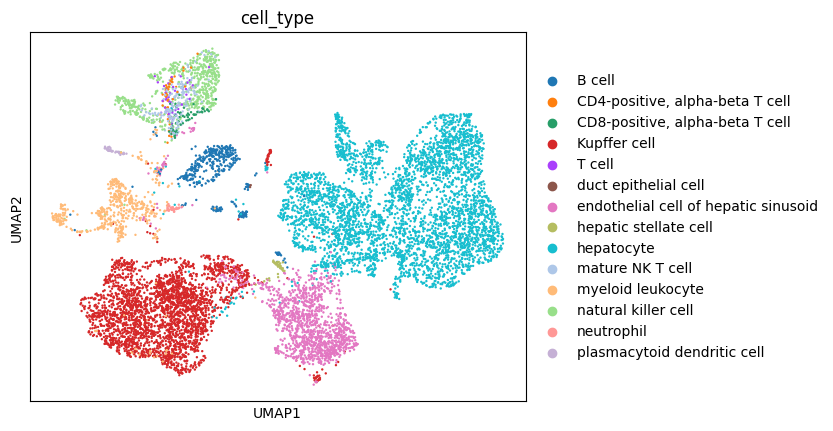 cell_type
UMAP2
UMAP1
B cell
CD4-positive, alpha-beta T cell
CD8-positive, alpha-beta T cell
Kupffer cell
T cell
duct epithelial cell
endothelial cell of hepatic sinusoid
hepatic stellate cell
hepatocyte
mature NK T cell
myeloid leukocyte
natural killer cell
neutrophil
plasmacytoid dendritic cell